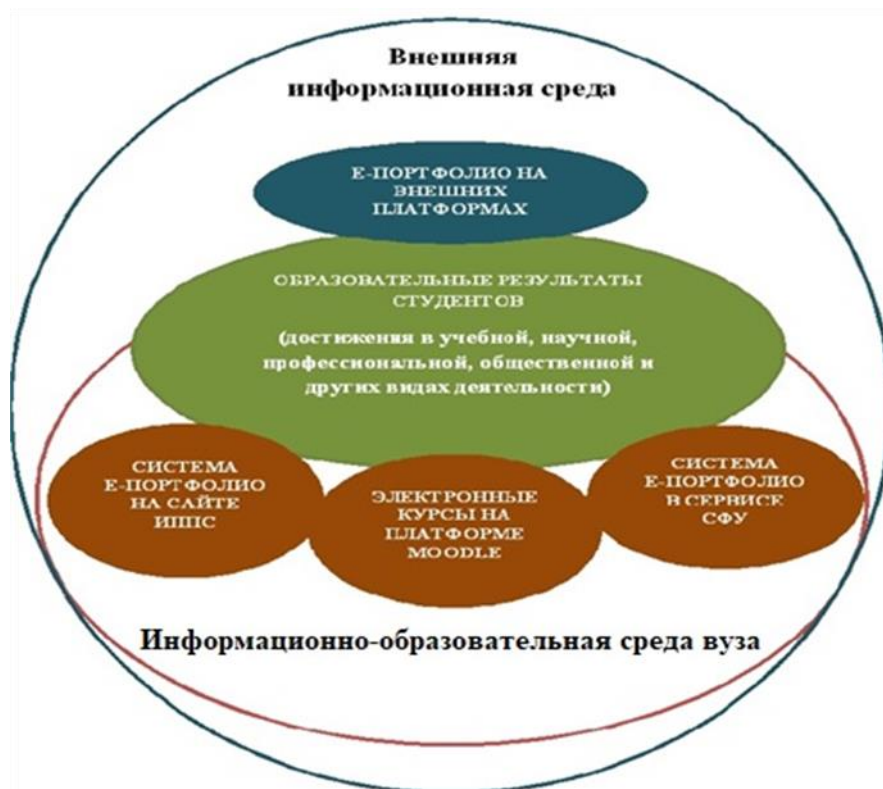 Внешняя
информационная среда
Е-ПОРТФОЛИО НА
ВНЕШНИХ
ПЛАТФОРМАХ
ОБРАЗОВАТЕЛЬНЫЕ РЕЗУЛЬТАТЫ
СТУДЕНТОВ
(достижения в учебной, научной,
профессиональной, общественной и
других видах деятельности)
СИСТЕМА
Е-ПОРТФОЛИО
НА САЙТЕ
ИППС
ЭЛЕКТРОННЫЕ
КУРСЫ НА
ПЛАТФОРМЕ
MOODLE
СИСТЕМА
Е-ПОРТФОЛИО
В СЕРВИСЕ
СФУ
Информационно-образовательная среда вуза